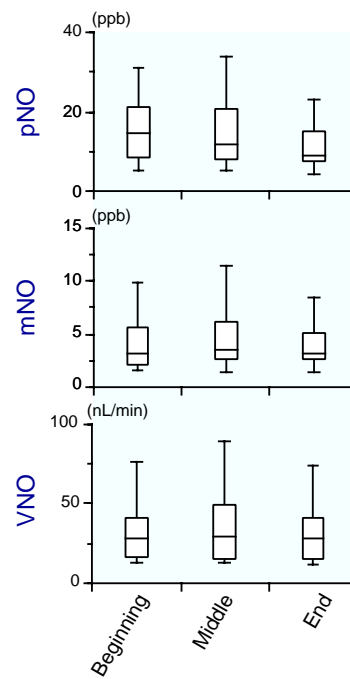 (ppb)
40
20
0
pNO
(ppb)
15
10
5
0
mNO
(nL/min)
100
50
0
VNO
Beginning
Middle
End